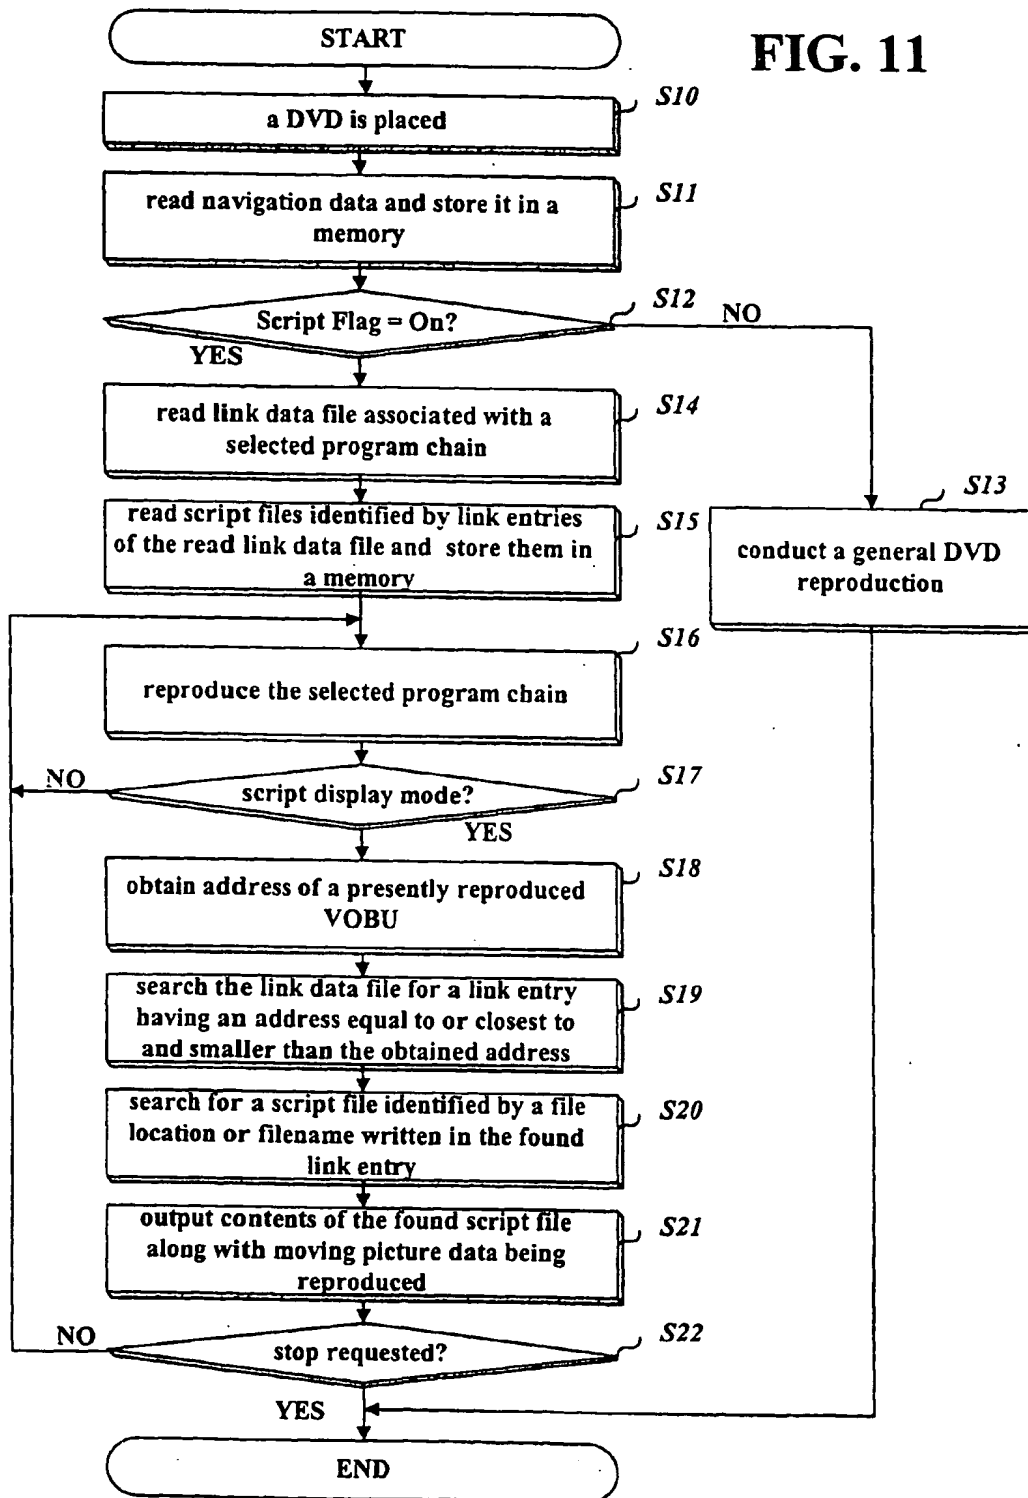 START
FIG. 11
S10
a DVD is placed
S11
read navigation data and store it in a
memory
S12
Script Flag = On?
NO
YES
S14
read link data file associated with a
selected program chain
S13
conduct a general DVD
reproduction
S15
read script files identified by link entries
of the read link data file and store them in
a memory
S16
reproduce the selected program chain
S17
NO
script display mode?
YES
S18
obtain address of a presently reproduced
VOBU
S19
search the link data file for a link entry
having an address equal to or closest to
and smaller than the obtained address
S20
search for a script file identified by a file
location or filename written in the found
link entry
S21
output contents of the found script file
along with moving picture data being
reproduced
S22
NO
stop requested?
YES
END